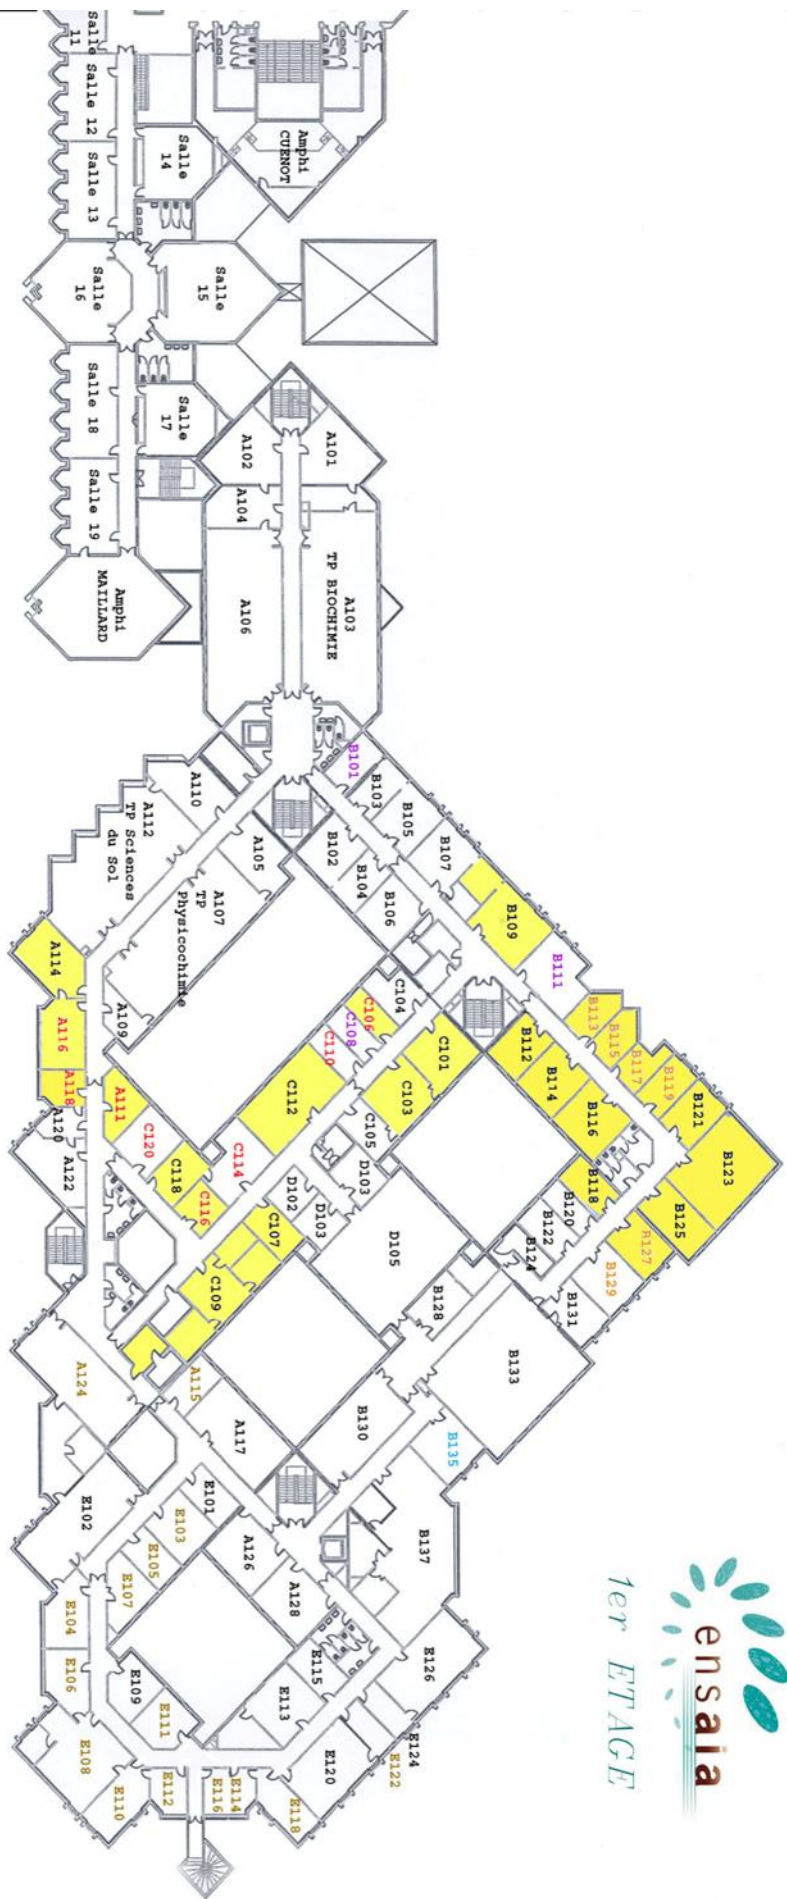 ensaia
1er ETAGE
Salle
11
Salle 12
Salle 13
Salle
14
Amphi
CUENOT
Salle
15
Salle
16
Salle
17
Salle 18
Salle 19
Amphi
MAILLARD
A101
A102
A104
A103
TP BIOCHIMIE
A106
A110
A112
TP Sciences
du Sol
A105
A107
TP
Physicochimie
A109
A114
A116
A118
A120
A122
A111
C120
C118
C116
C114
C112
C110
C108
C106
C104
C101
C103
C105
D103
D102
D103
D105
C107
C109
B101
B103
B105
B107
B109
B111
B113
B115
B117
B119
B121
B123
B125
B127
B129
B131
B133
B135
B137
B102
B104
B106
B112
B114
B116
B118
B120
B122
B124
B128
B130
A115
A117
A124
A126
A128
E101
E102
E103
E105
E107
E104
E106
E109
E111
E108
E110
E112
E116
E114
E118
E120
E122
E124
E126
E113
E115